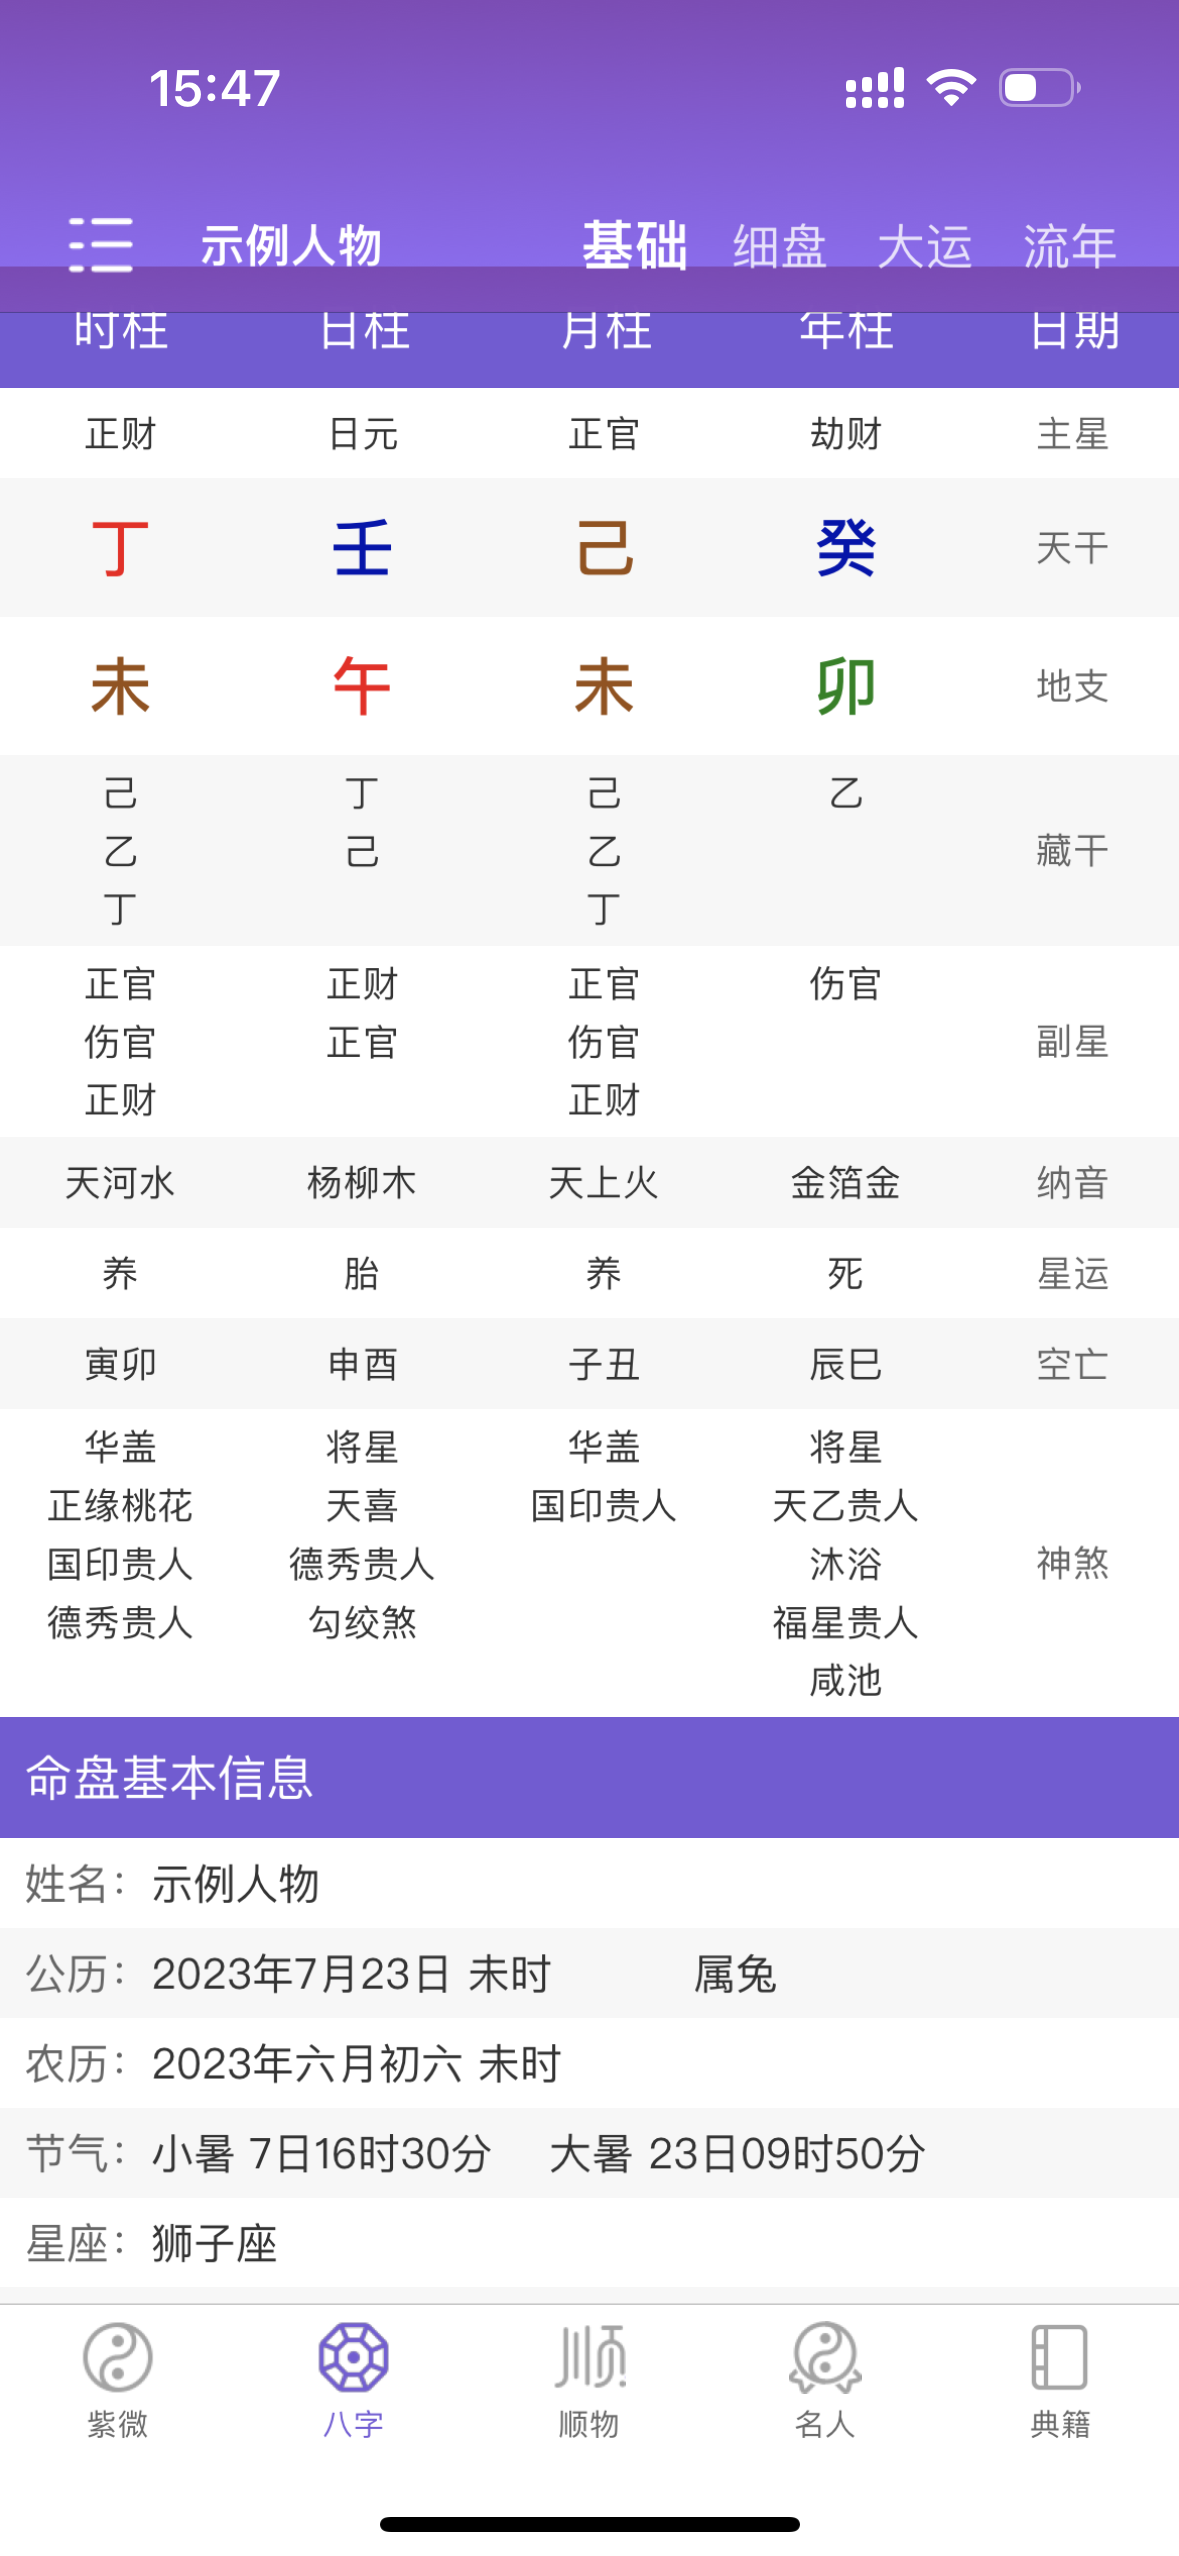 15:47
示例人物 基础 细盘 大运 流年
时柱 日柱 月柱 年柱 日期
正财 日元 正官 劫财 主星
丁 壬 己 癸 天干
未 午 未 卯 地支
己 丁 己 乙
乙 己 乙 藏干
丁 丁
正官 正财 正官 伤官
伤官 正官 伤官 副星
正财 正财
天河水 杨柳木 天上火 金箔金 纳音
养 胎 养 死 星运
寅卯 申酉 子丑 辰巳 空亡
华盖 将星 华盖 将星
正缘桃花 天喜 国印贵人 天乙贵人
国印贵人 德秀贵人 沐浴 神煞
德秀贵人 勾绞煞 福星贵人
咸池
命盘基本信息
姓名：示例人物
公历：2023年7月23日 未时 属兔
农历：2023年六月初六 未时
节气：小暑 7日16时30分 大暑 23日09时50分
星座：狮子座
顺
紫微 八字 顺物 名人 典籍